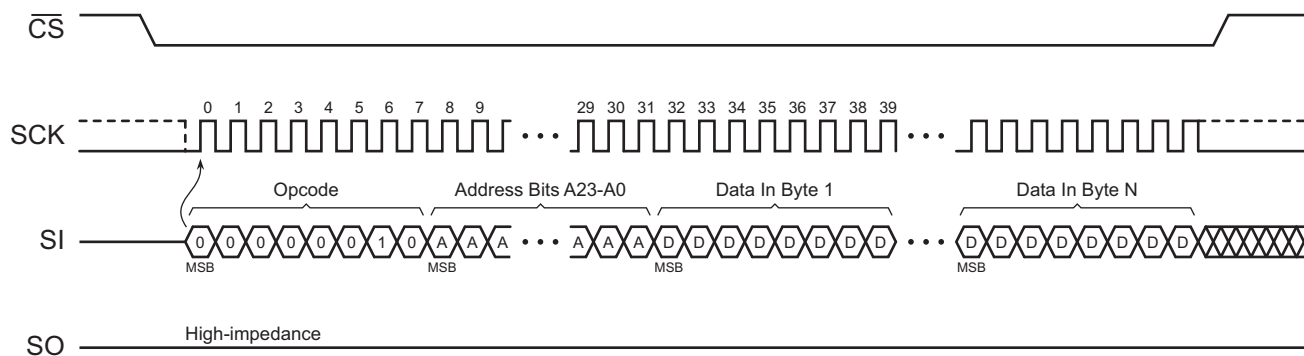 CS
0 1 2 3 4 5 6 7 8 9 29 30 31 32 33 34 35 36 37 38 39
SCK
Opcode Address Bits A23-A0 Data In Byte 1 Data In Byte N
SI 0 0 0 0 0 0 1 0 A A A A A A D D D D D D D D D D D D D D D D
MSB MSB MSB MSB
High-impedance
SO